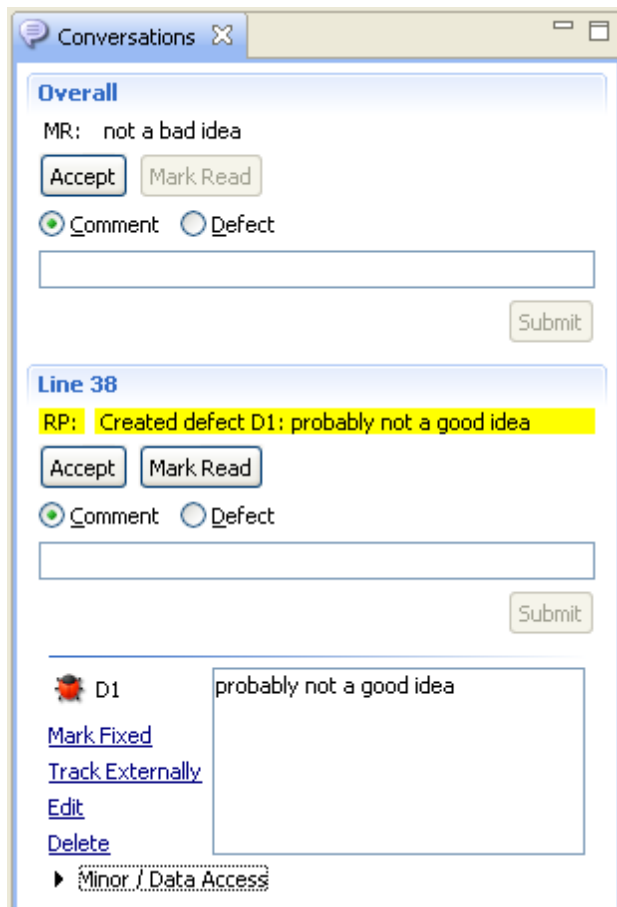 Conversations
Overall
MR: not a bad idea
Accept Mark Read
Comment Defect
Submit
Line 38
RP: Created defect D1: probably not a good idea
Accept Mark Read
Comment Defect
Submit
D1 probably not a good idea
Mark Fixed
Track Externally
Edit
Delete
Minor / Data Access